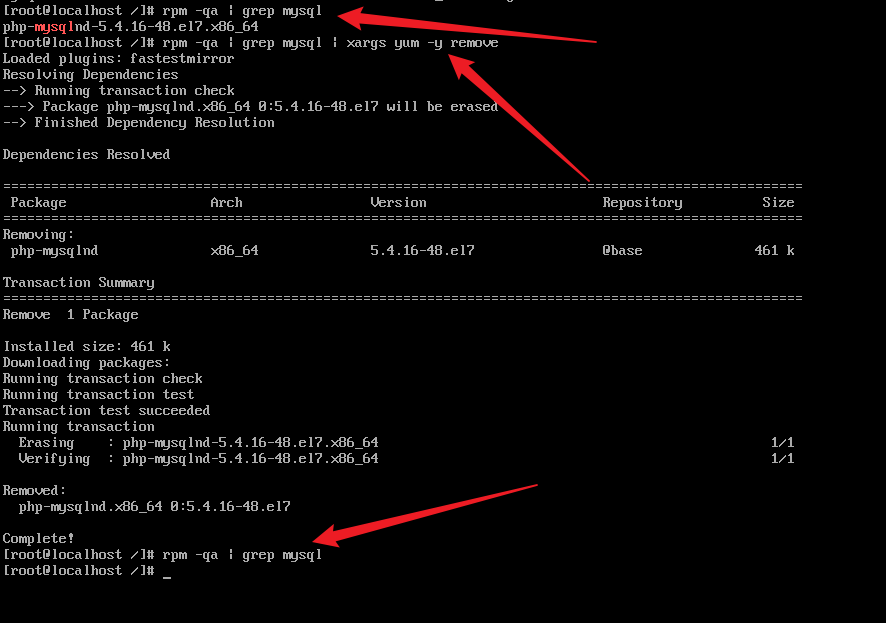 [root@localhost /]# rpm -qa | grep mysql
php-mysqlnd-5.4.16-48.el7.x86_64
[root@localhost /]# rpm -qa | grep mysql | xargs yum -y remove
Loaded plugins: fastestmirror
Resolving Dependencies
--> Running transaction check
---> Package php-mysqlnd.x86_64 0:5.4.16-48.el7 will be erased
--> Finished Dependency Resolution
Dependencies Resolved
================================================================================
Package Arch Version Repository Size
================================================================================
Removing:
php-mysqlnd x86_64 5.4.16-48.el7 @base 461 k
Transaction Summary
================================================================================
Remove 1 Package
Installed size: 461 k
Downloading packages:
Running transaction check
Running transaction test
Transaction test succeeded
Running transaction
Erasing : php-mysqlnd-5.4.16-48.el7.x86_64 1/1
Verifying : php-mysqlnd-5.4.16-48.el7.x86_64 1/1
Removed:
php-mysqlnd.x86_64 0:5.4.16-48.el7
Complete!
[root@localhost /]# rpm -qa | grep mysql
[root@localhost /]# _